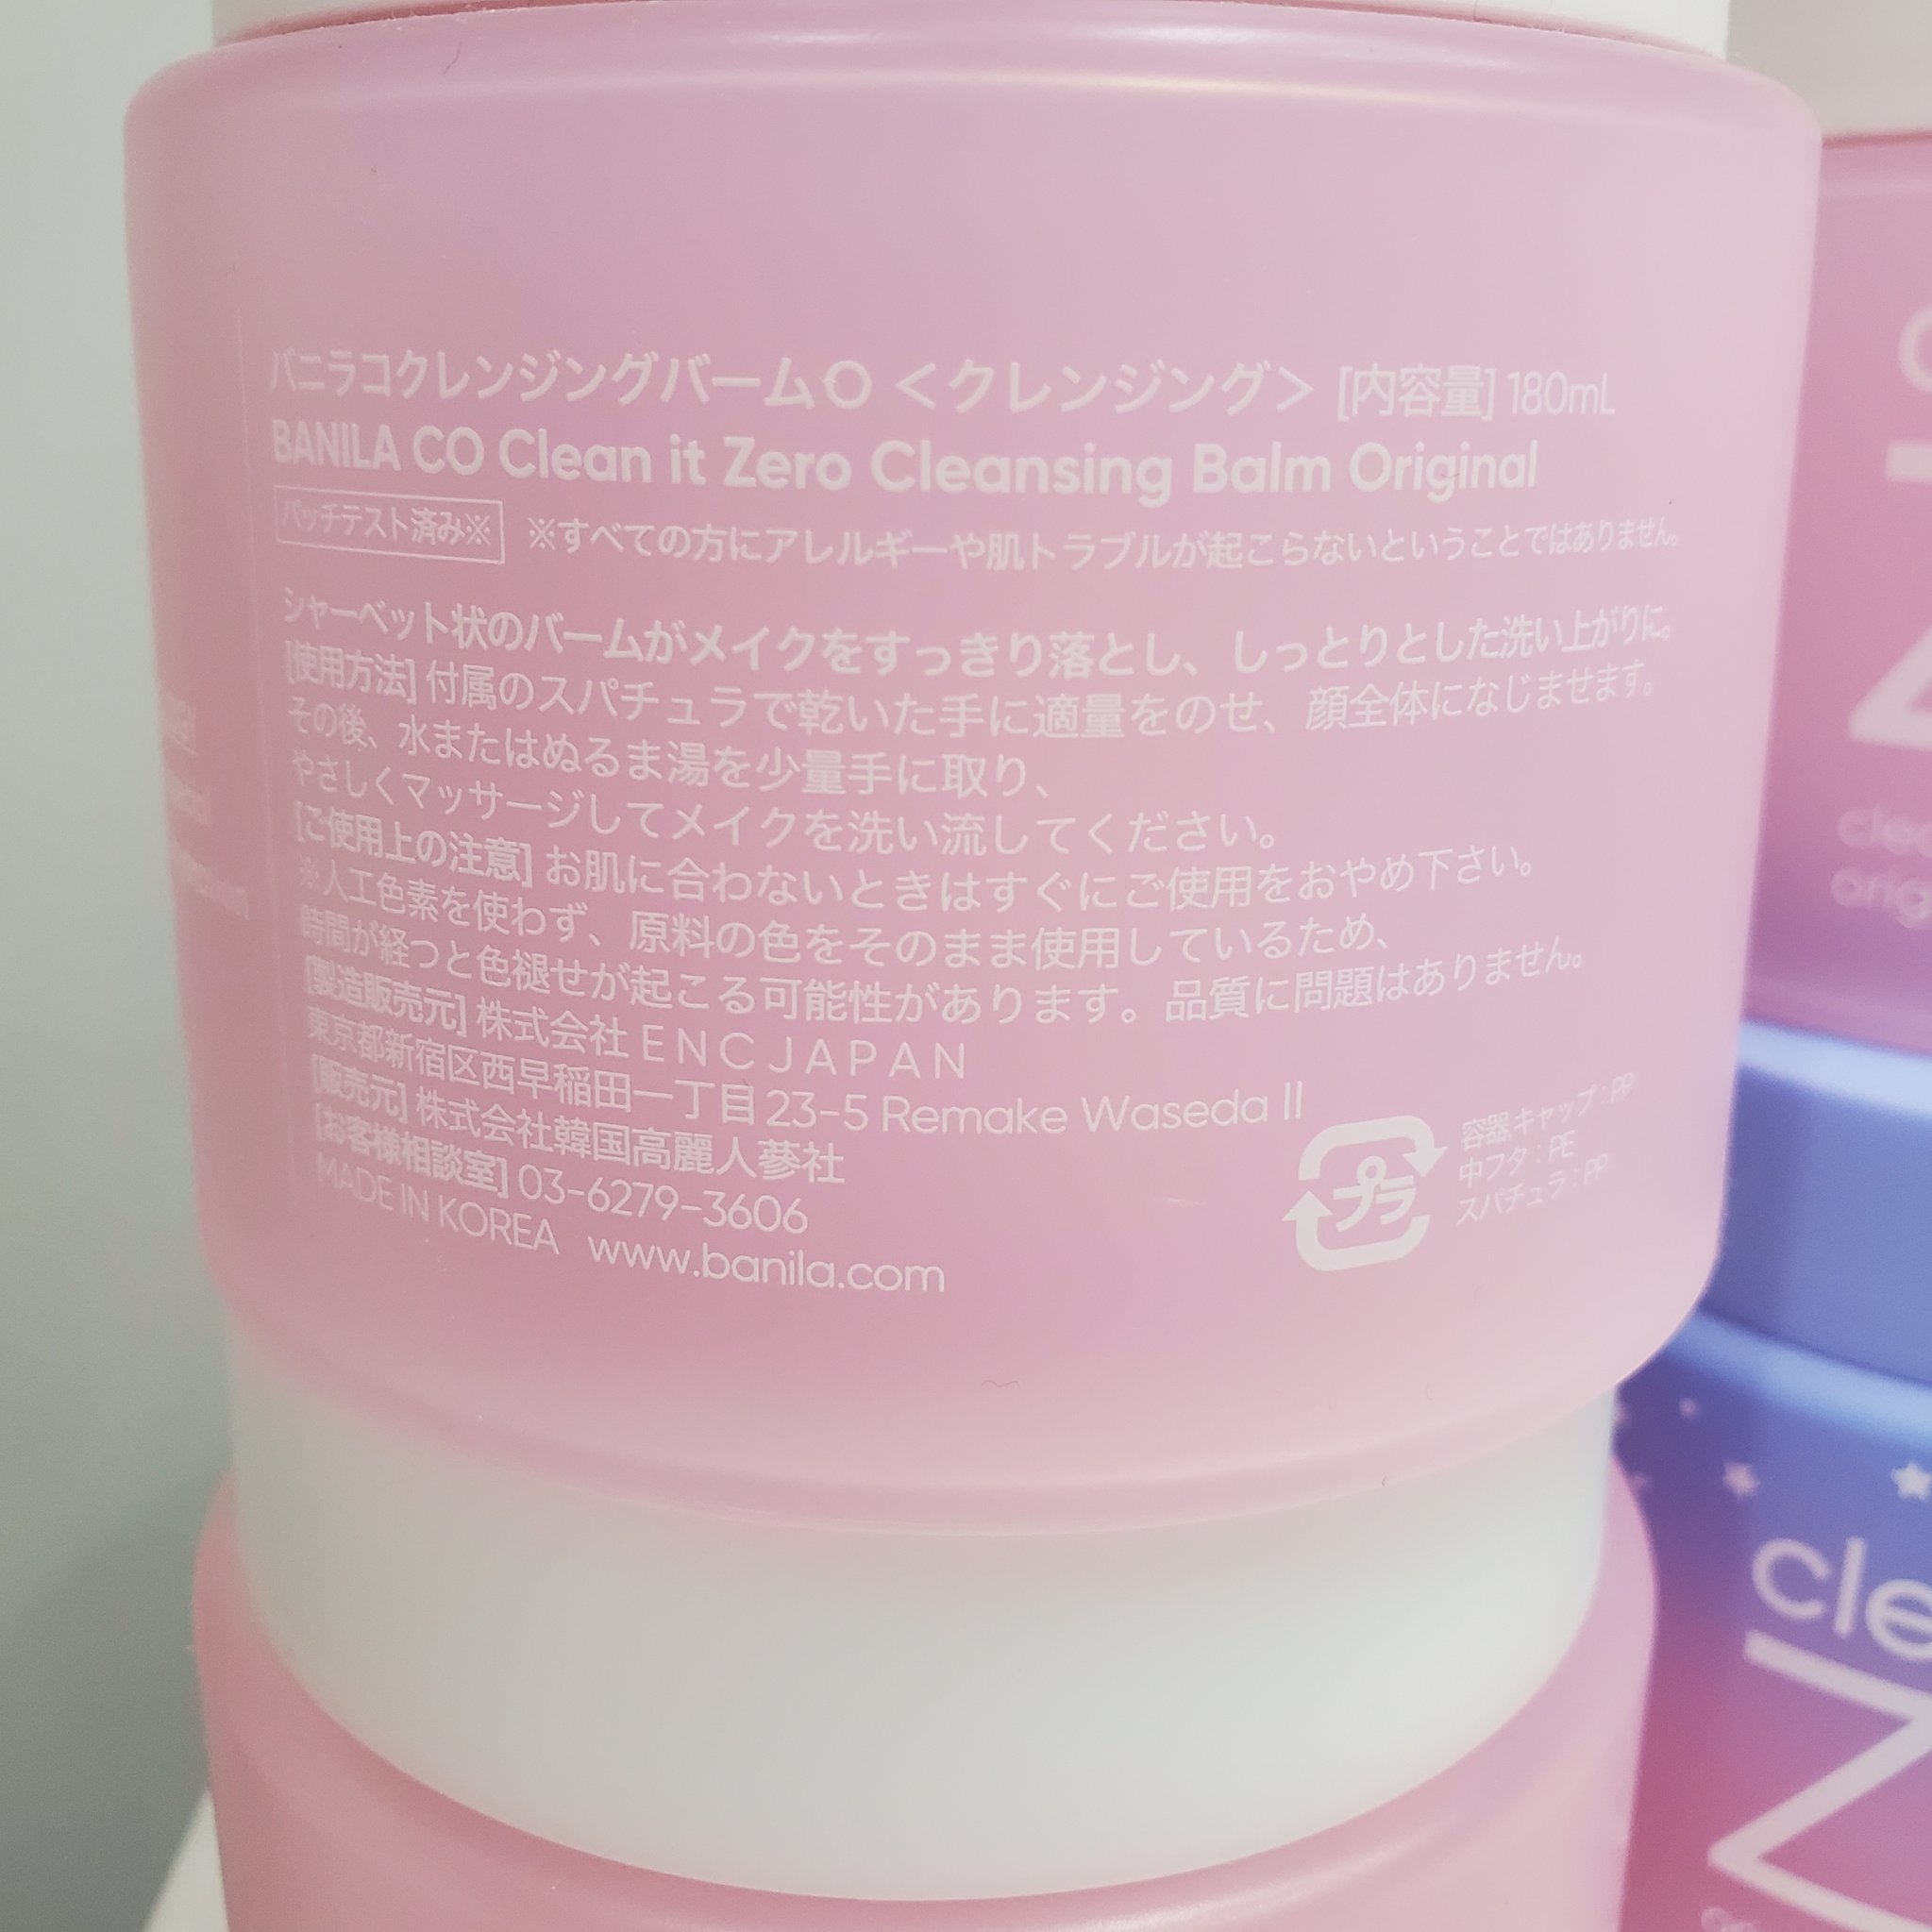 バニラコクレンジングバームO ＜クレンジング＞ [内容量] 180mL
BANILA CO Clean it Zero Cleansing Balm Original
パッチテスト済み※ ※すべての方にアレルギーや肌トラブルが起こらないということではありません。
シャーベット状のバームがメイクをすっきり落とし、しっとりとした洗い上がりに。
[使用方法] 付属のスパチュラで乾いた手に適量をのせ、顔全体になじませます。
その後、水またはぬるま湯を少量手に取り、
やさしくマッサージしてメイクを洗い流してください。
[ご使用上の注意] お肌に合わないときはすぐにご使用をおやめ下さい。
※人工色素を使わず、原料の色をそのまま使用しているため、
時間が経つと色褪せが起こる可能性があります。品質に問題はありません。
[製造販売元] 株式会社 ENC JAPAN
東京都新宿区西早稲田一丁目 23-5 Remake Waseda II
[販売元] 株式会社韓国高麗人蔘社
[お客様相談室] 03-6279-3606
MADE IN KOREA www.banila.com
プラ
容器,キャップ : PP
中フタ : PE
スパチュラ : PP
cle
Z